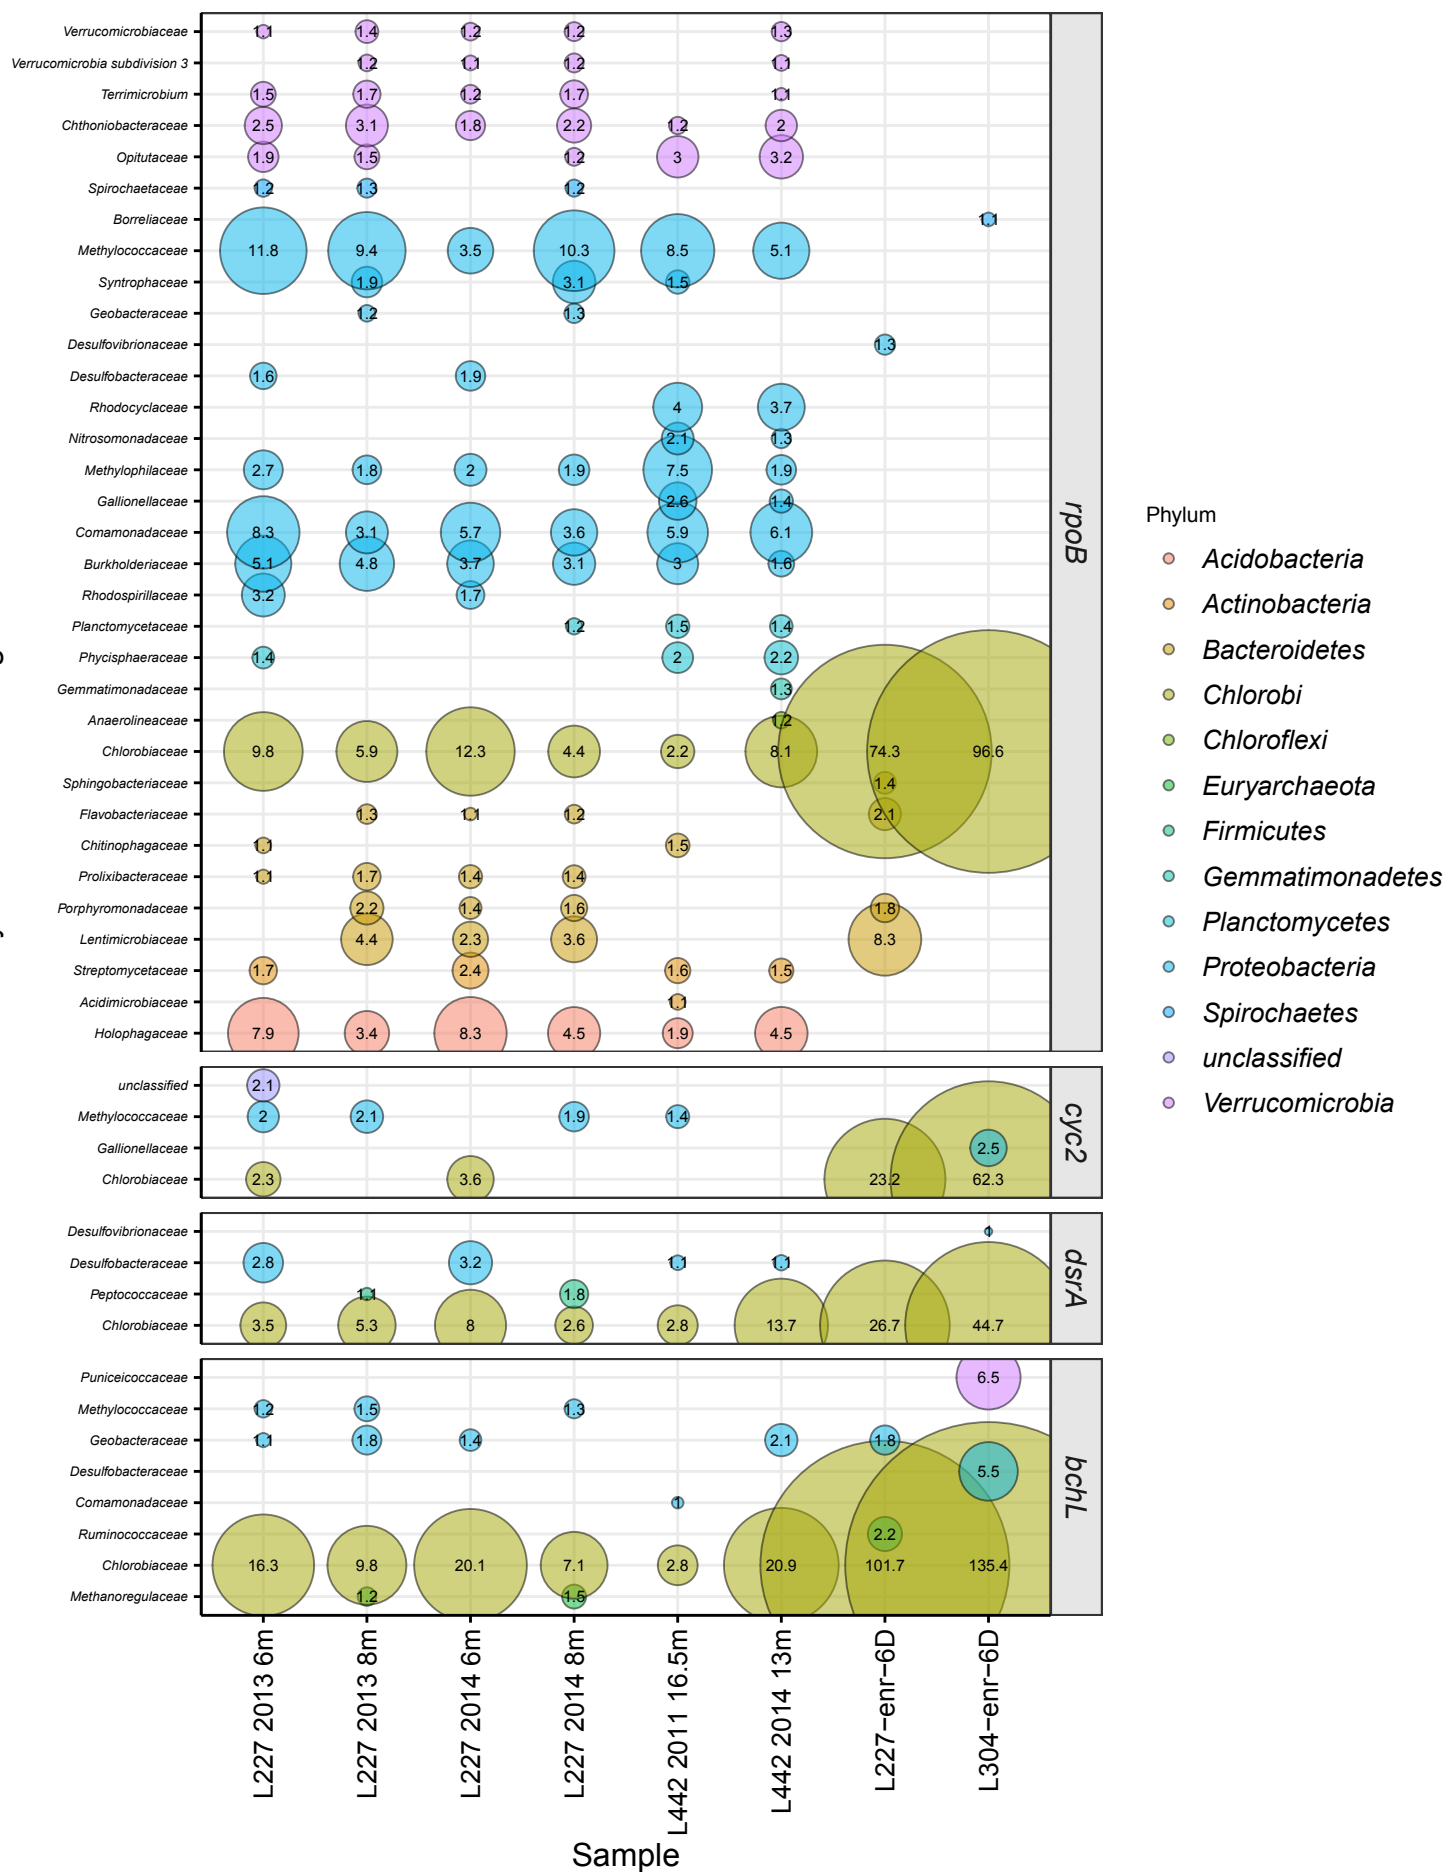 Verrucomicrobiaceae 1.1 1.4 1.2 1.2 1.3
Verrucomicrobia subdivision 3 1.2 1.1 1.2 1.1
Terrimicrobium 1.5 1.7 1.2 1.7 1.1
Chthoniobacteraceae 2.5 3.1 1.8 2.2 1.2 2
Opitutaceae 1.9 1.5 1.2 3 3.2
Spirochaetaceae 1.2 1.3 1.2
Borreliaceae 1.1
Methylococcaceae 11.8 9.4 3.5 10.3 8.5 5.1
Syntrophaceae 1.9 3.1 1.5
Geobacteraceae 1.2 1.3
Desulfovibrionaceae 1.3
Desulfobacteraceae 1.6 1.9
Rhodocyclaceae 4 3.7
Nitrosomonadaceae 2.1 1.3
Methylophilaceae 2.7 1.8 2 1.9 7.5 1.9
Gallionellaceae 2.6 1.4
Comamonadaceae 8.3 3.1 5.7 3.6 5.9 6.1
Burkholderiaceae 5.1 4.8 3.7 3.1 3 1.6
Rhodospirillaceae 3.2 1.7
Planctomycetaceae 1.2 1.5 1.4
Phycisphaeraceae 1.4 2 2.2
Gemmatimonadaceae 1.3
Anaerolineaceae 1.2
Chlorobiaceae 9.8 5.9 12.3 4.4 2.2 8.1 74.3 96.6
Sphingobacteriaceae 1.4
Flavobacteriaceae 1.3 1.1 1.2 2.1
Chitinophagaceae 1.1 1.5
Prolixibacteraceae 1.1 1.7 1.4 1.4
Porphyromonadaceae 2.2 1.4 1.6 1.8
Lentimicrobiaceae 4.4 2.3 3.6 8.3
Streptomycetaceae 1.7 2.4 1.6 1.5
Acidimicrobiaceae 1.1
Holophagaceae 7.9 3.4 8.3 4.5 1.9 4.5
rpoB
unclassified 2.1
Methylococcaceae 2 2.1 1.9 1.4
Gallionellaceae 2.5
Chlorobiaceae 2.3 3.6 23.2 62.3
cyc2
Desulfovibrionaceae 1
Desulfobacteraceae 2.8 3.2 1.1 1.1
Peptococcaceae 1.1 1.8
Chlorobiaceae 3.5 5.3 8 2.6 2.8 13.7 26.7 44.7
dsrA
Puniceicoccaceae 6.5
Methylococcaceae 1.2 1.5 1.3
Geobacteraceae 1.1 1.8 1.4 2.1 1.8
Desulfobacteraceae 5.5
Comamonadaceae 1
Ruminococcaceae 2.2
Chlorobiaceae 16.3 9.8 20.1 7.1 2.8 20.9 101.7 135.4
Methanoregulaceae 1.2 1.5
bchL
L227 2013 6m
L227 2013 8m
L227 2014 6m
L227 2014 8m
L442 2011 16.5m
L442 2014 13m
L227−enr−6D
L304−enr−6D
Sample
Phylum
Acidobacteria
Actinobacteria
Bacteroidetes
Chlorobi
Chloroflexi
Euryarchaeota
Firmicutes
Gemmatimonadetes
Planctomycetes
Proteobacteria
Spirochaetes
unclassified
Verrucomicrobia